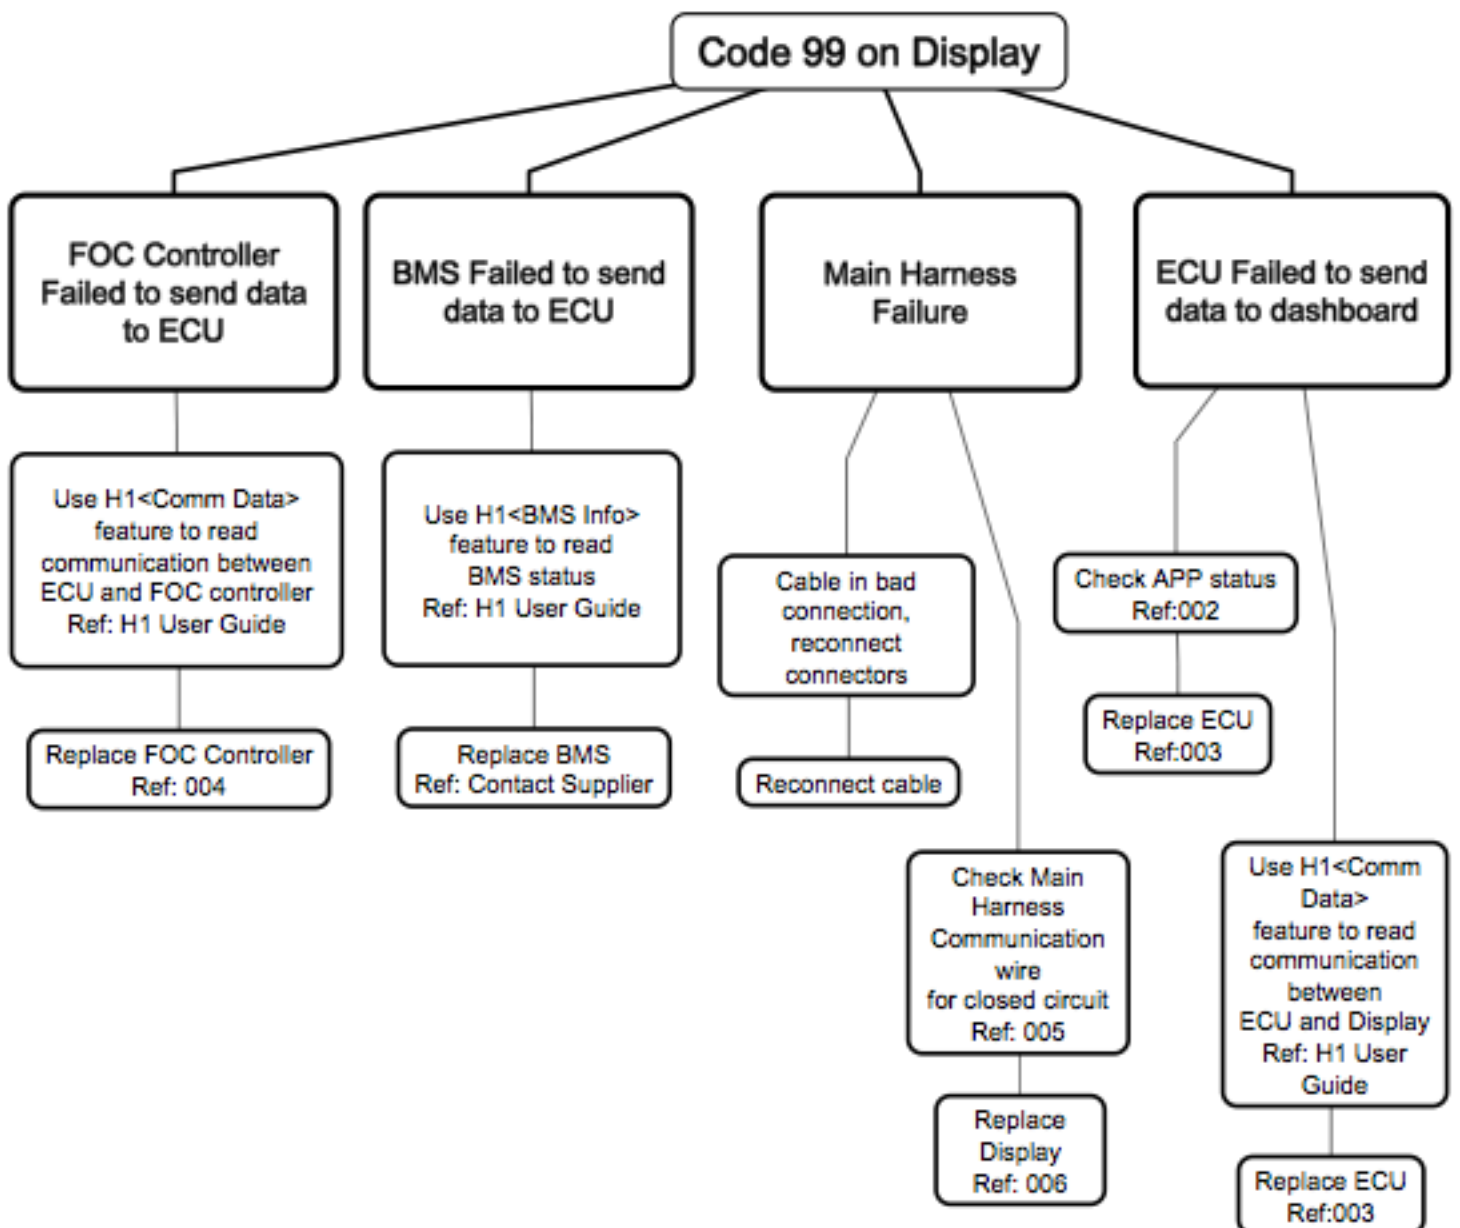 Code 99 on Display
FOC Controller
Failed to send data
to ECU
BMS Failed to send
data to ECU
Main Harness
Failure
ECU Failed to send
data to dashboard
Use H1<Comm Data>
feature to read
communication between
ECU and FOC controller
Ref: H1 User Guide
Use H1<BMS Info>
feature to read
BMS status
Ref: H1 User Guide
Cable in bad
connection,
reconnect
connectors
Check APP status
Ref:002
Replace FOC Controller
Ref: 004
Replace BMS
Ref: Contact Supplier
Reconnect cable
Replace ECU
Ref:003
Check Main
Harness
Communication
wire
for closed circuit
Ref: 005
Use H1<Comm
Data>
feature to read
communication
between
ECU and Display
Ref: H1 User
Guide
Replace
Display
Ref: 006
Replace ECU
Ref:003